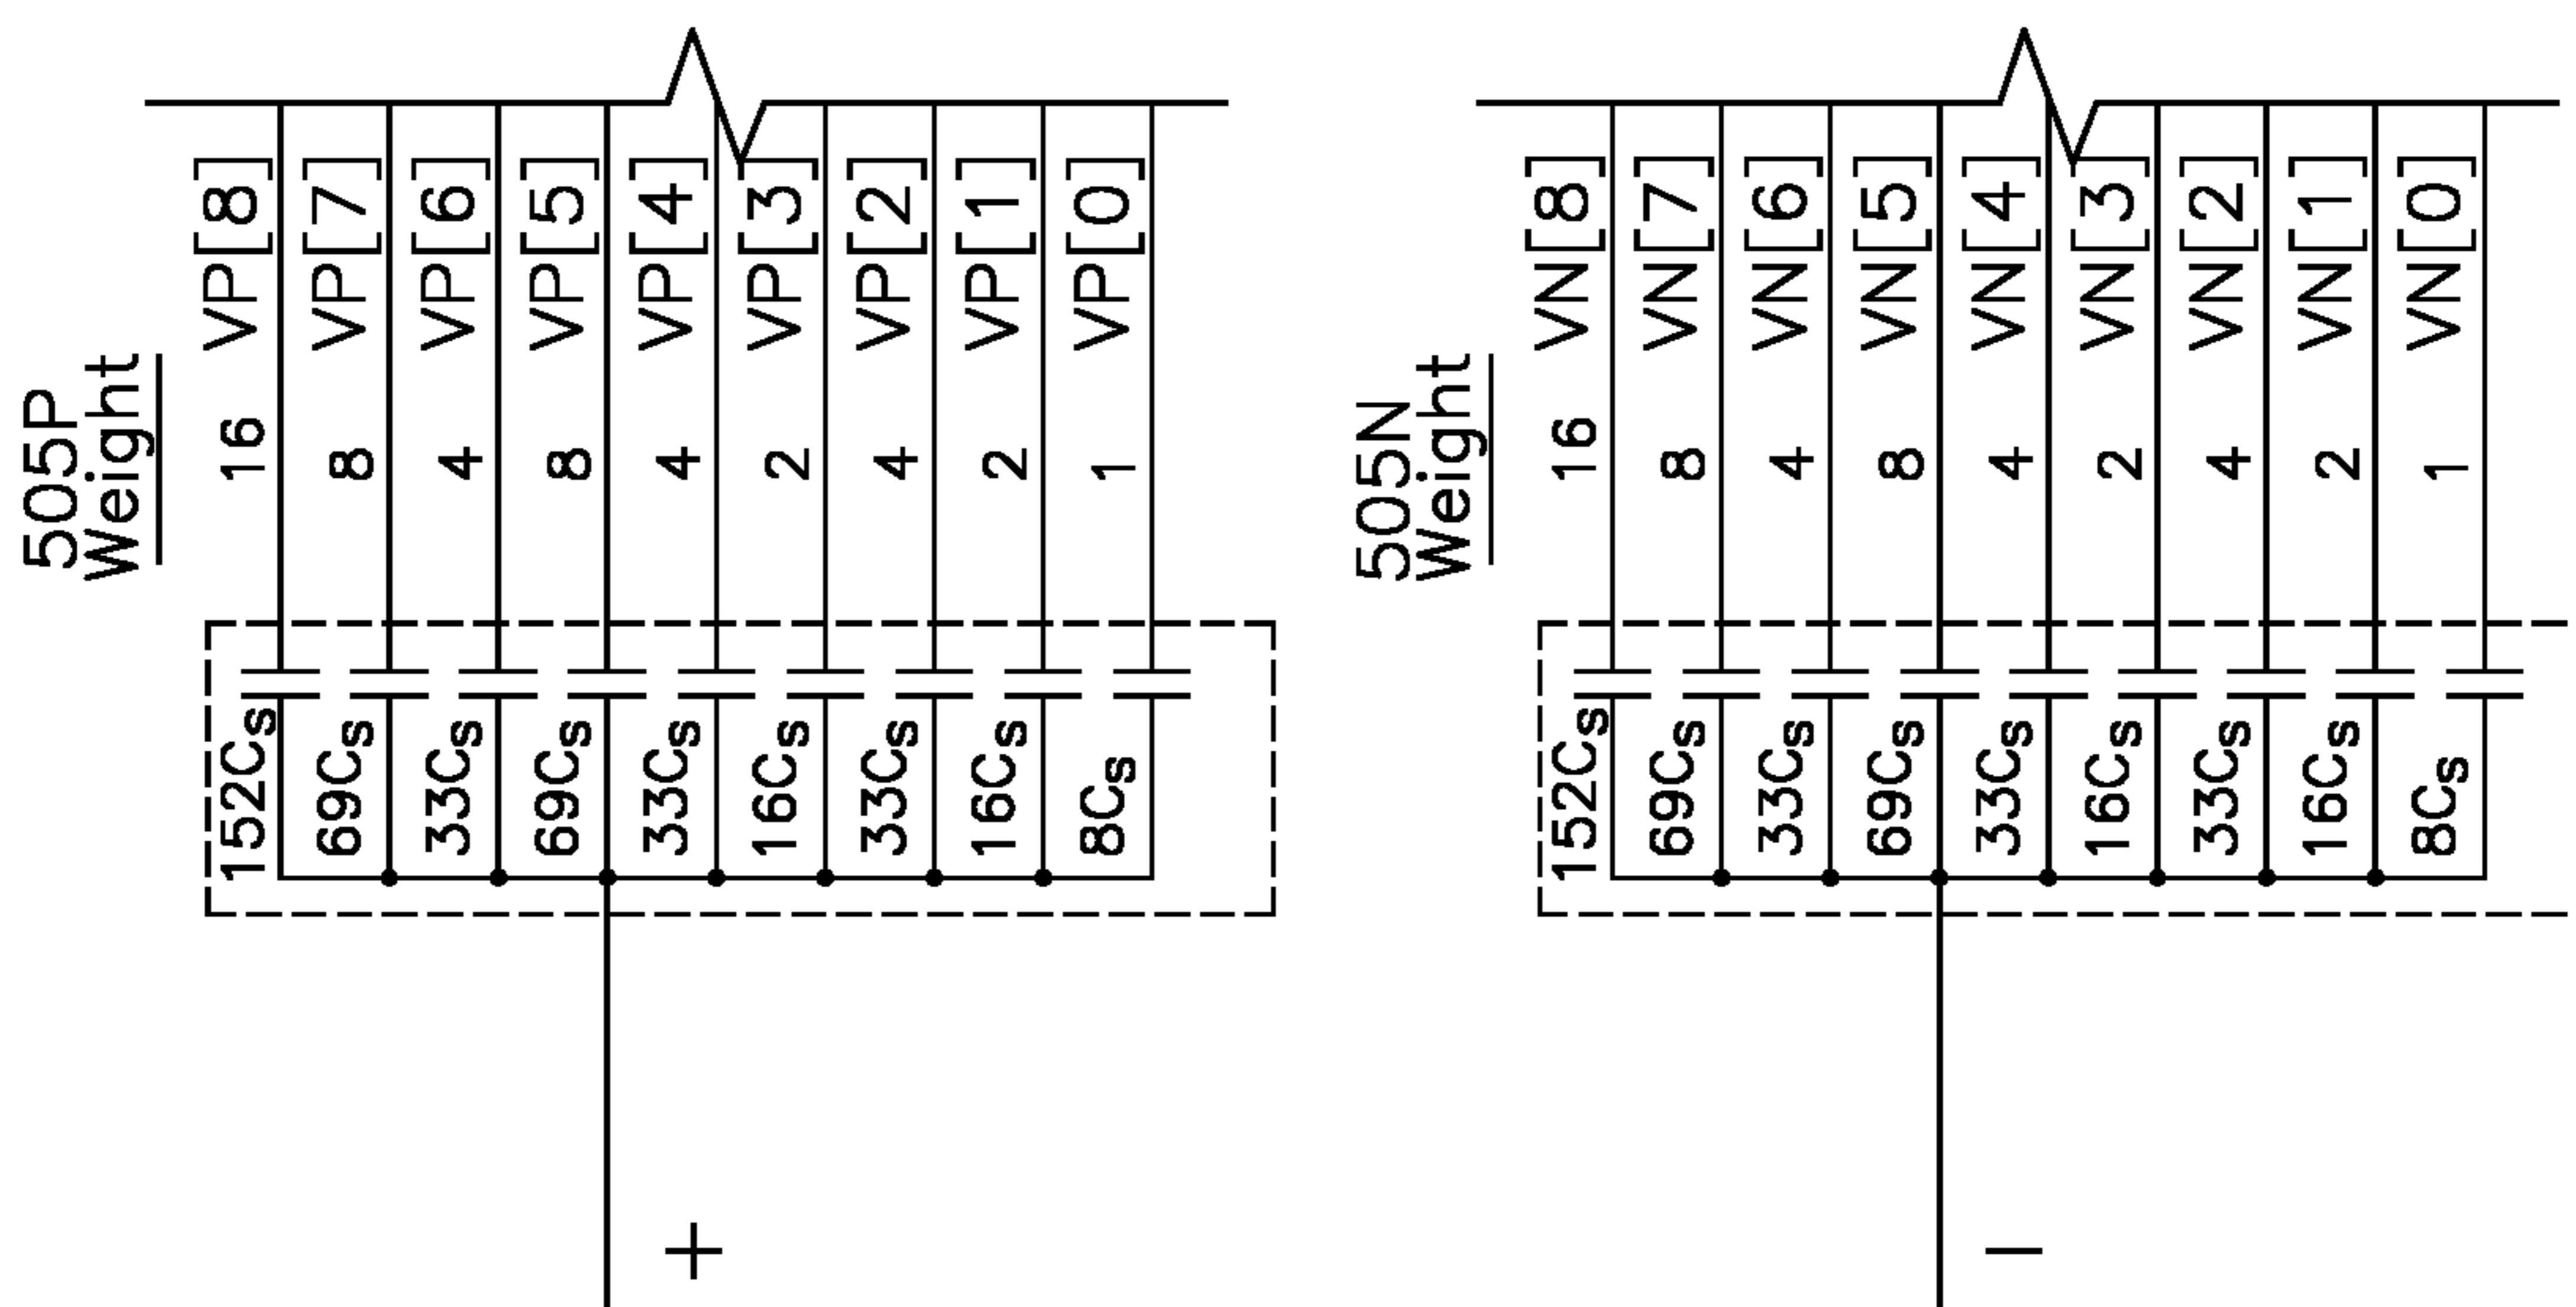 505P
Weight
16 8 4 8 4 2 4 2 1
VP[8] VP[7] VP[6] VP[5] VP[4] VP[3] VP[2] VP[1] VP[0]
152Cs 69Cs 33Cs 69Cs 33Cs 16Cs 33Cs 16Cs 8Cs
+
505N
Weight
16 8 4 8 4 2 4 2 1
VN[8] VN[7] VN[6] VN[5] VN[4] VN[3] VN[2] VN[1] VN[0]
152Cs 69Cs 33Cs 69Cs 33Cs 16Cs 33Cs 16Cs 8Cs
−